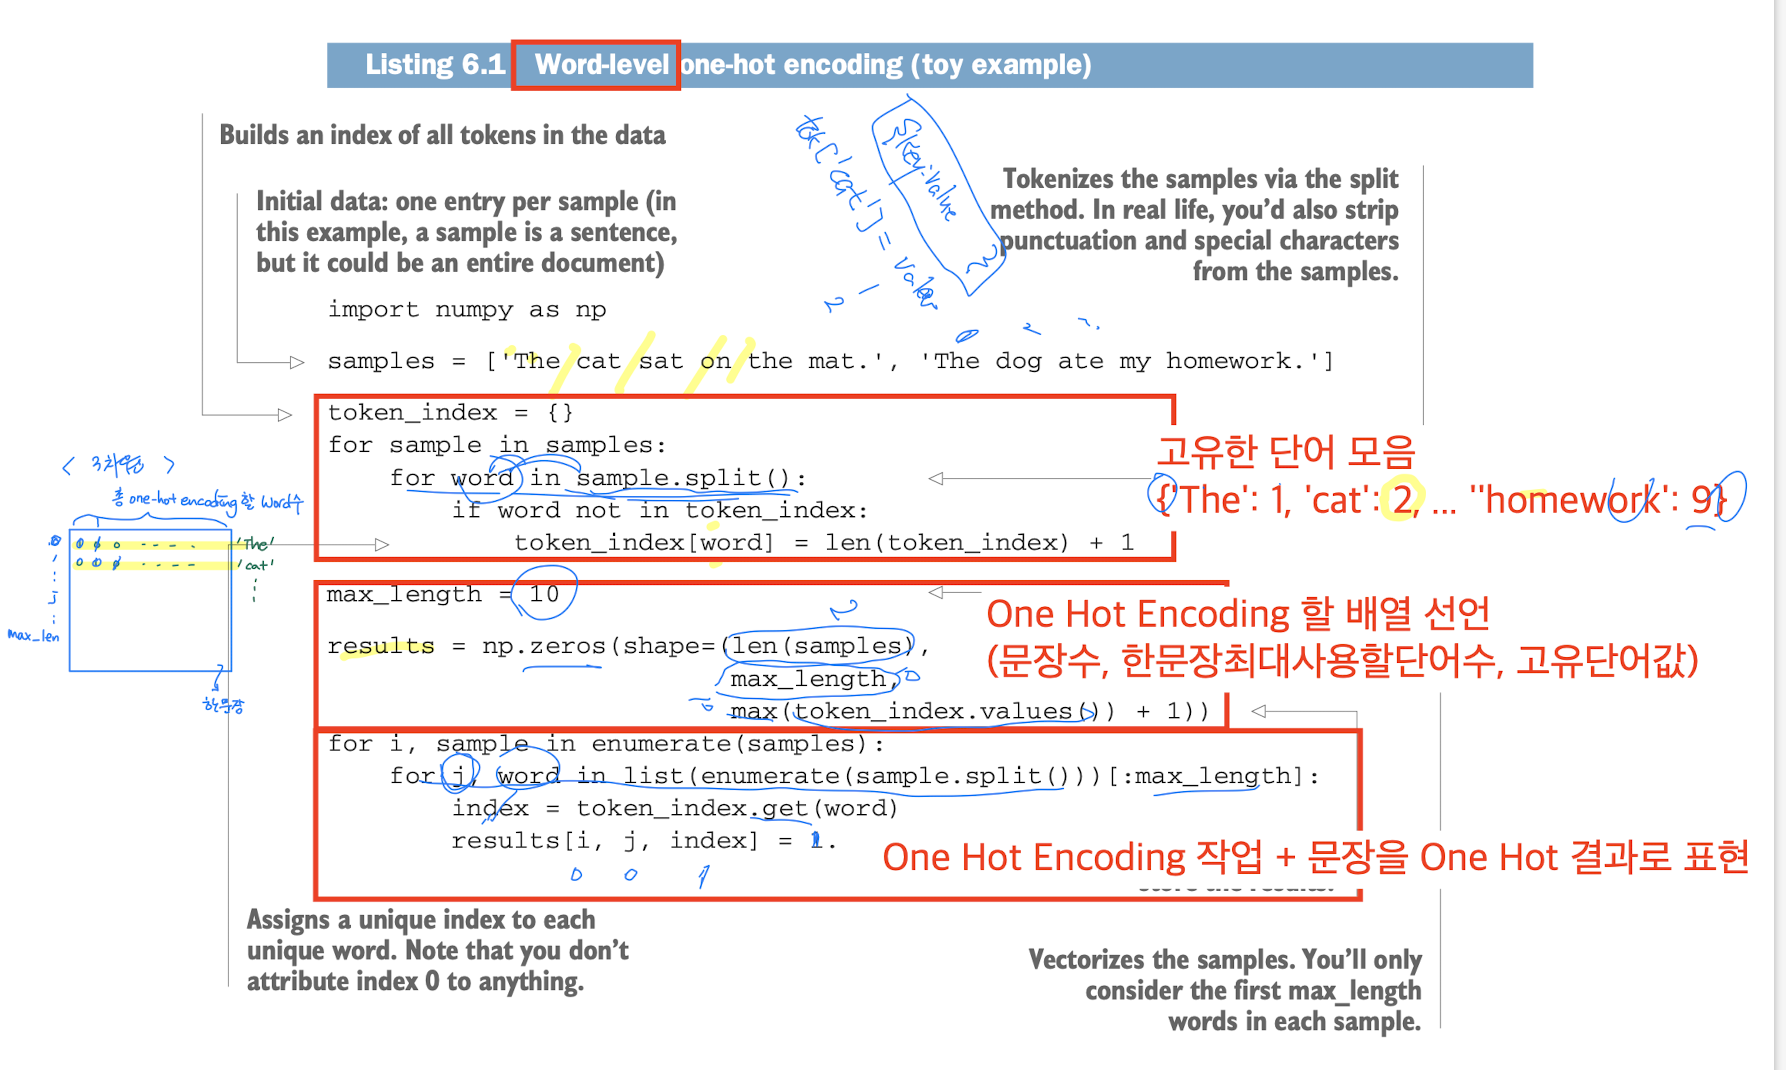 Listing 6.1 Word-level one-hot encoding (toy example)
Builds an index of all tokens in the data
Initial data: one entry per sample (in
this example, a sample is a sentence,
but it could be an entire document)
tok['cat'] = value
{key:value}
2 1
Tokenizes the samples via the split
method. In real life, you’d also strip
punctuation and special characters
from the samples.
import numpy as np
samples = ['The cat sat on the mat.', 'The dog ate my homework.']
token_index = {}
for sample in samples:
for word in sample.split():
if word not in token_index:
token_index[word] = len(token_index) + 1
고유한 단어 모음
{'The': 1, 'cat': 2, ... ''homework': 9}
< 3차원 >
총 one-hot encoding 할 word수
'The'
'cat'
max_len
한문장
max_length = 10
results = np.zeros(shape=(len(samples),
max_length,
max(token_index.values()) + 1))
2
10
10
One Hot Encoding 할 배열 선언
(문장수, 한문장최대사용할단어수, 고유단어값)
for i, sample in enumerate(samples):
for j, word in list(enumerate(sample.split()))[:max_length]:
index = token_index.get(word)
results[i, j, index] = 1.
0 0 1
One Hot Encoding 작업 + 문장을 One Hot 결과로 표현
store the results.
Assigns a unique index to each
unique word. Note that you don’t
attribute index 0 to anything.
Vectorizes the samples. You’ll only
consider the first max_length
words in each sample.